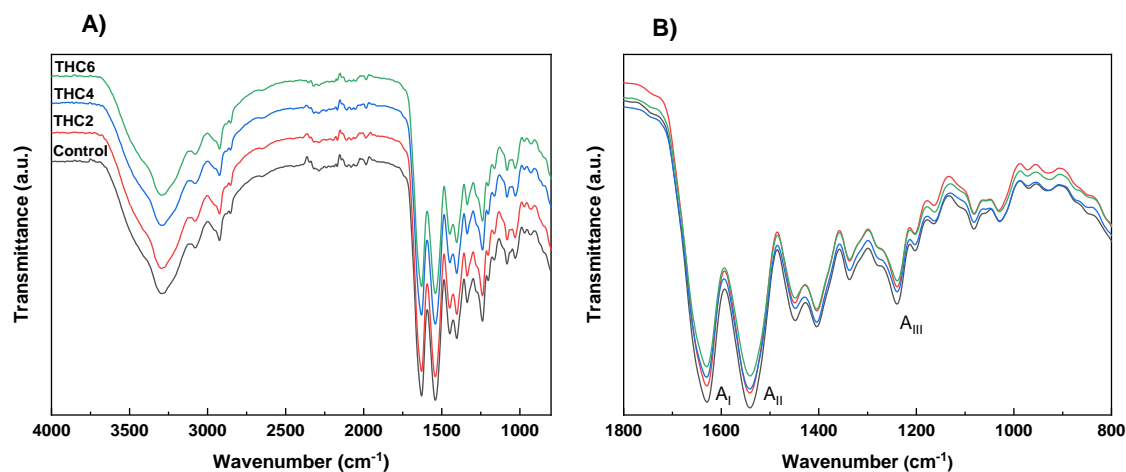 A)
THC6
THC4
THC2
Control
Transmittance (a.u.)
4000 3500 3000 2500 2000 1500 1000
Wavenumber (cm⁻¹)
B)
Transmittance (a.u.)
A_I
A_II
A_III
1800 1600 1400 1200 1000 800
Wavenumber (cm⁻¹)